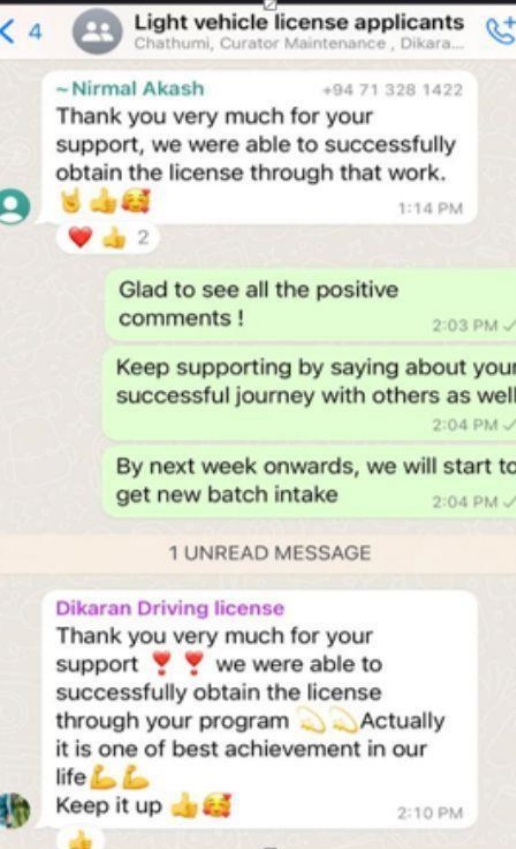 4
Light vehicle license applicants
Chathumi, Curator Maintenance , Dikara...
~Nirmal Akash +94 71 328 1422
Thank you very much for your
support, we were able to successfully
obtain the license through that work.
🤘👍🥰 1:14 PM
❤️👍 2
Glad to see all the positive
comments !
2:03 PM
Keep supporting by saying about your
successful journey with others as well
2:04 PM
By next week onwards, we will start to
get new batch intake
2:04 PM
1 UNREAD MESSAGE
Dikaran Driving license
Thank you very much for your
support ❣️ ❣️ we were able to
successfully obtain the license
through your program 💫💫Actually
it is one of best achievement in our
life💪💪
Keep it up 👍🥰 2:10 PM
👍